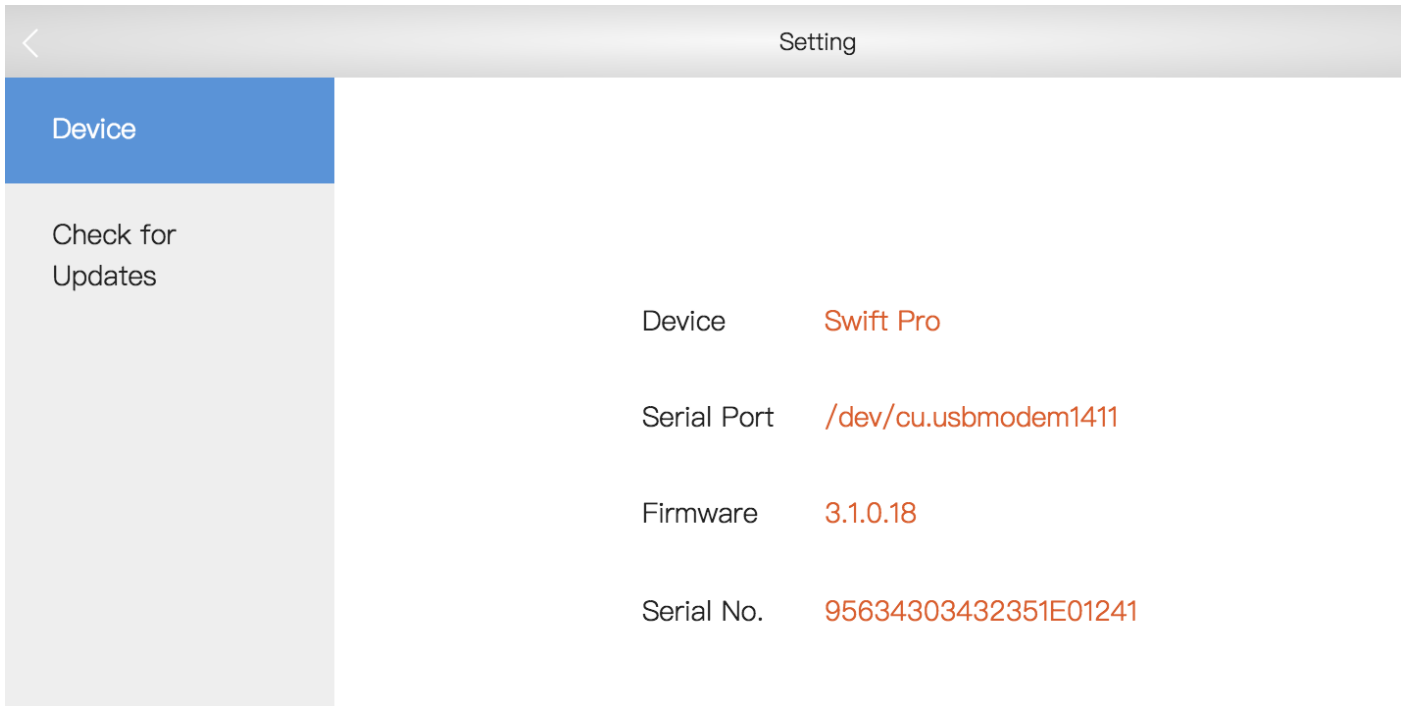 Setting
Device
Check for
Updates
Device Swift Pro
Serial Port /dev/cu.usbmodem1411
Firmware 3.1.0.18
Serial No. 95634303432351E01241